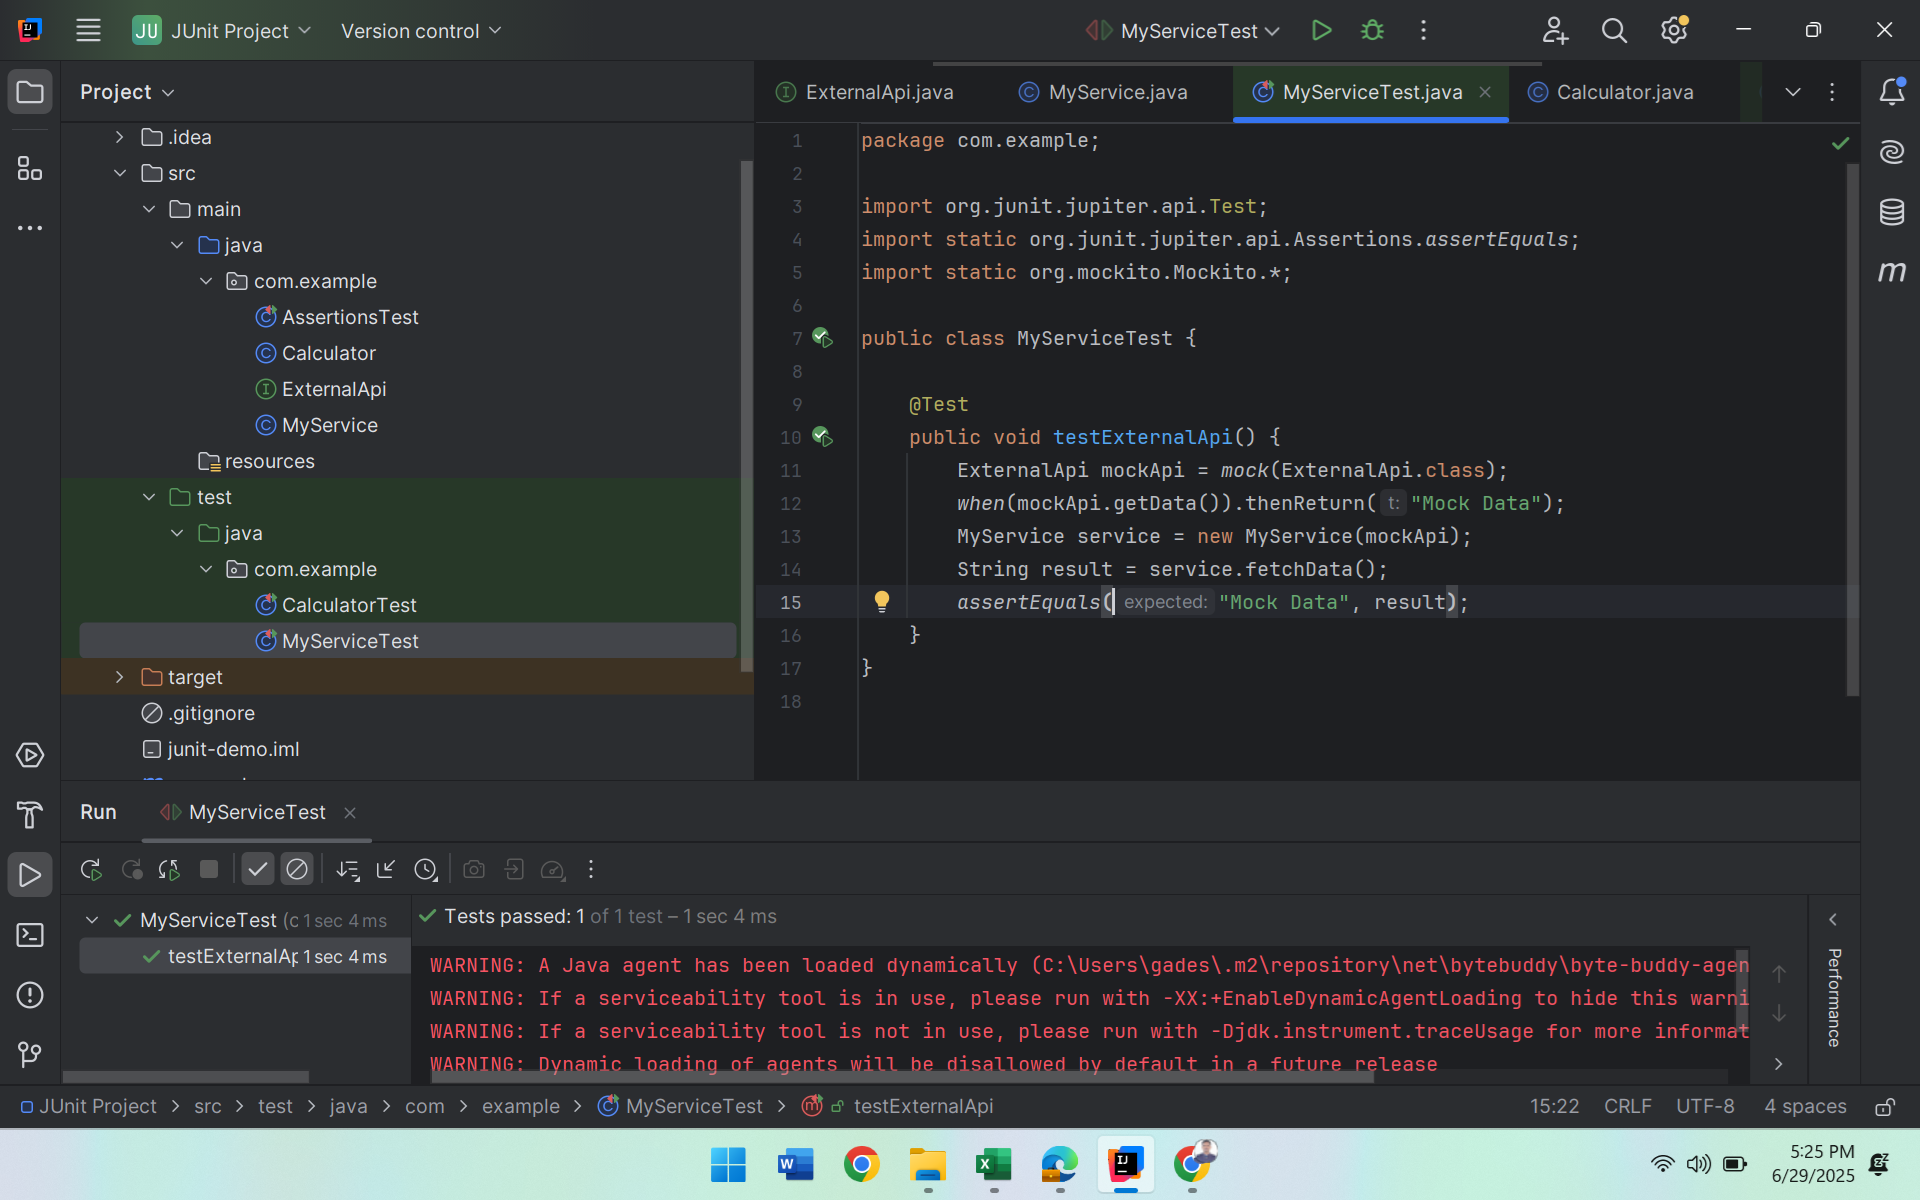 JU JUnit Project
Version control
MyServiceTest
Project
.idea
src
main
java
com.example
AssertionsTest
Calculator
ExternalApi
MyService
resources
test
java
com.example
CalculatorTest
MyServiceTest
target
.gitignore
junit-demo.iml
ExternalApi.java
MyService.java
MyServiceTest.java
Calculator.java
1 package com.example;
2
3 import org.junit.jupiter.api.Test;
4 import static org.junit.jupiter.api.Assertions.assertEquals;
5 import static org.mockito.Mockito.*;
6
7 public class MyServiceTest {
8
9 @Test
10 public void testExternalApi() {
11 ExternalApi mockApi = mock(ExternalApi.class);
12 when(mockApi.getData()).thenReturn( t: "Mock Data");
13 MyService service = new MyService(mockApi);
14 String result = service.fetchData();
15 assertEquals( expected: "Mock Data", result);
16 }
17 }
18
Run
MyServiceTest
MyServiceTest (c 1 sec 4 ms
testExternalAp 1 sec 4 ms
Tests passed: 1 of 1 test – 1 sec 4 ms
WARNING: A Java agent has been loaded dynamically (C:\Users\gades\.m2\repository\net\bytebuddy\byte-buddy-agen
WARNING: If a serviceability tool is in use, please run with -XX:+EnableDynamicAgentLoading to hide this warni
WARNING: If a serviceability tool is not in use, please run with -Djdk.instrument.traceUsage for more informat
WARNING: Dynamic loading of agents will be disallowed by default in a future release
Performance
JUnit Project > src > test > java > com > example > MyServiceTest > testExternalApi
15:22 CRLF UTF-8 4 spaces
5:25 PM
6/29/2025